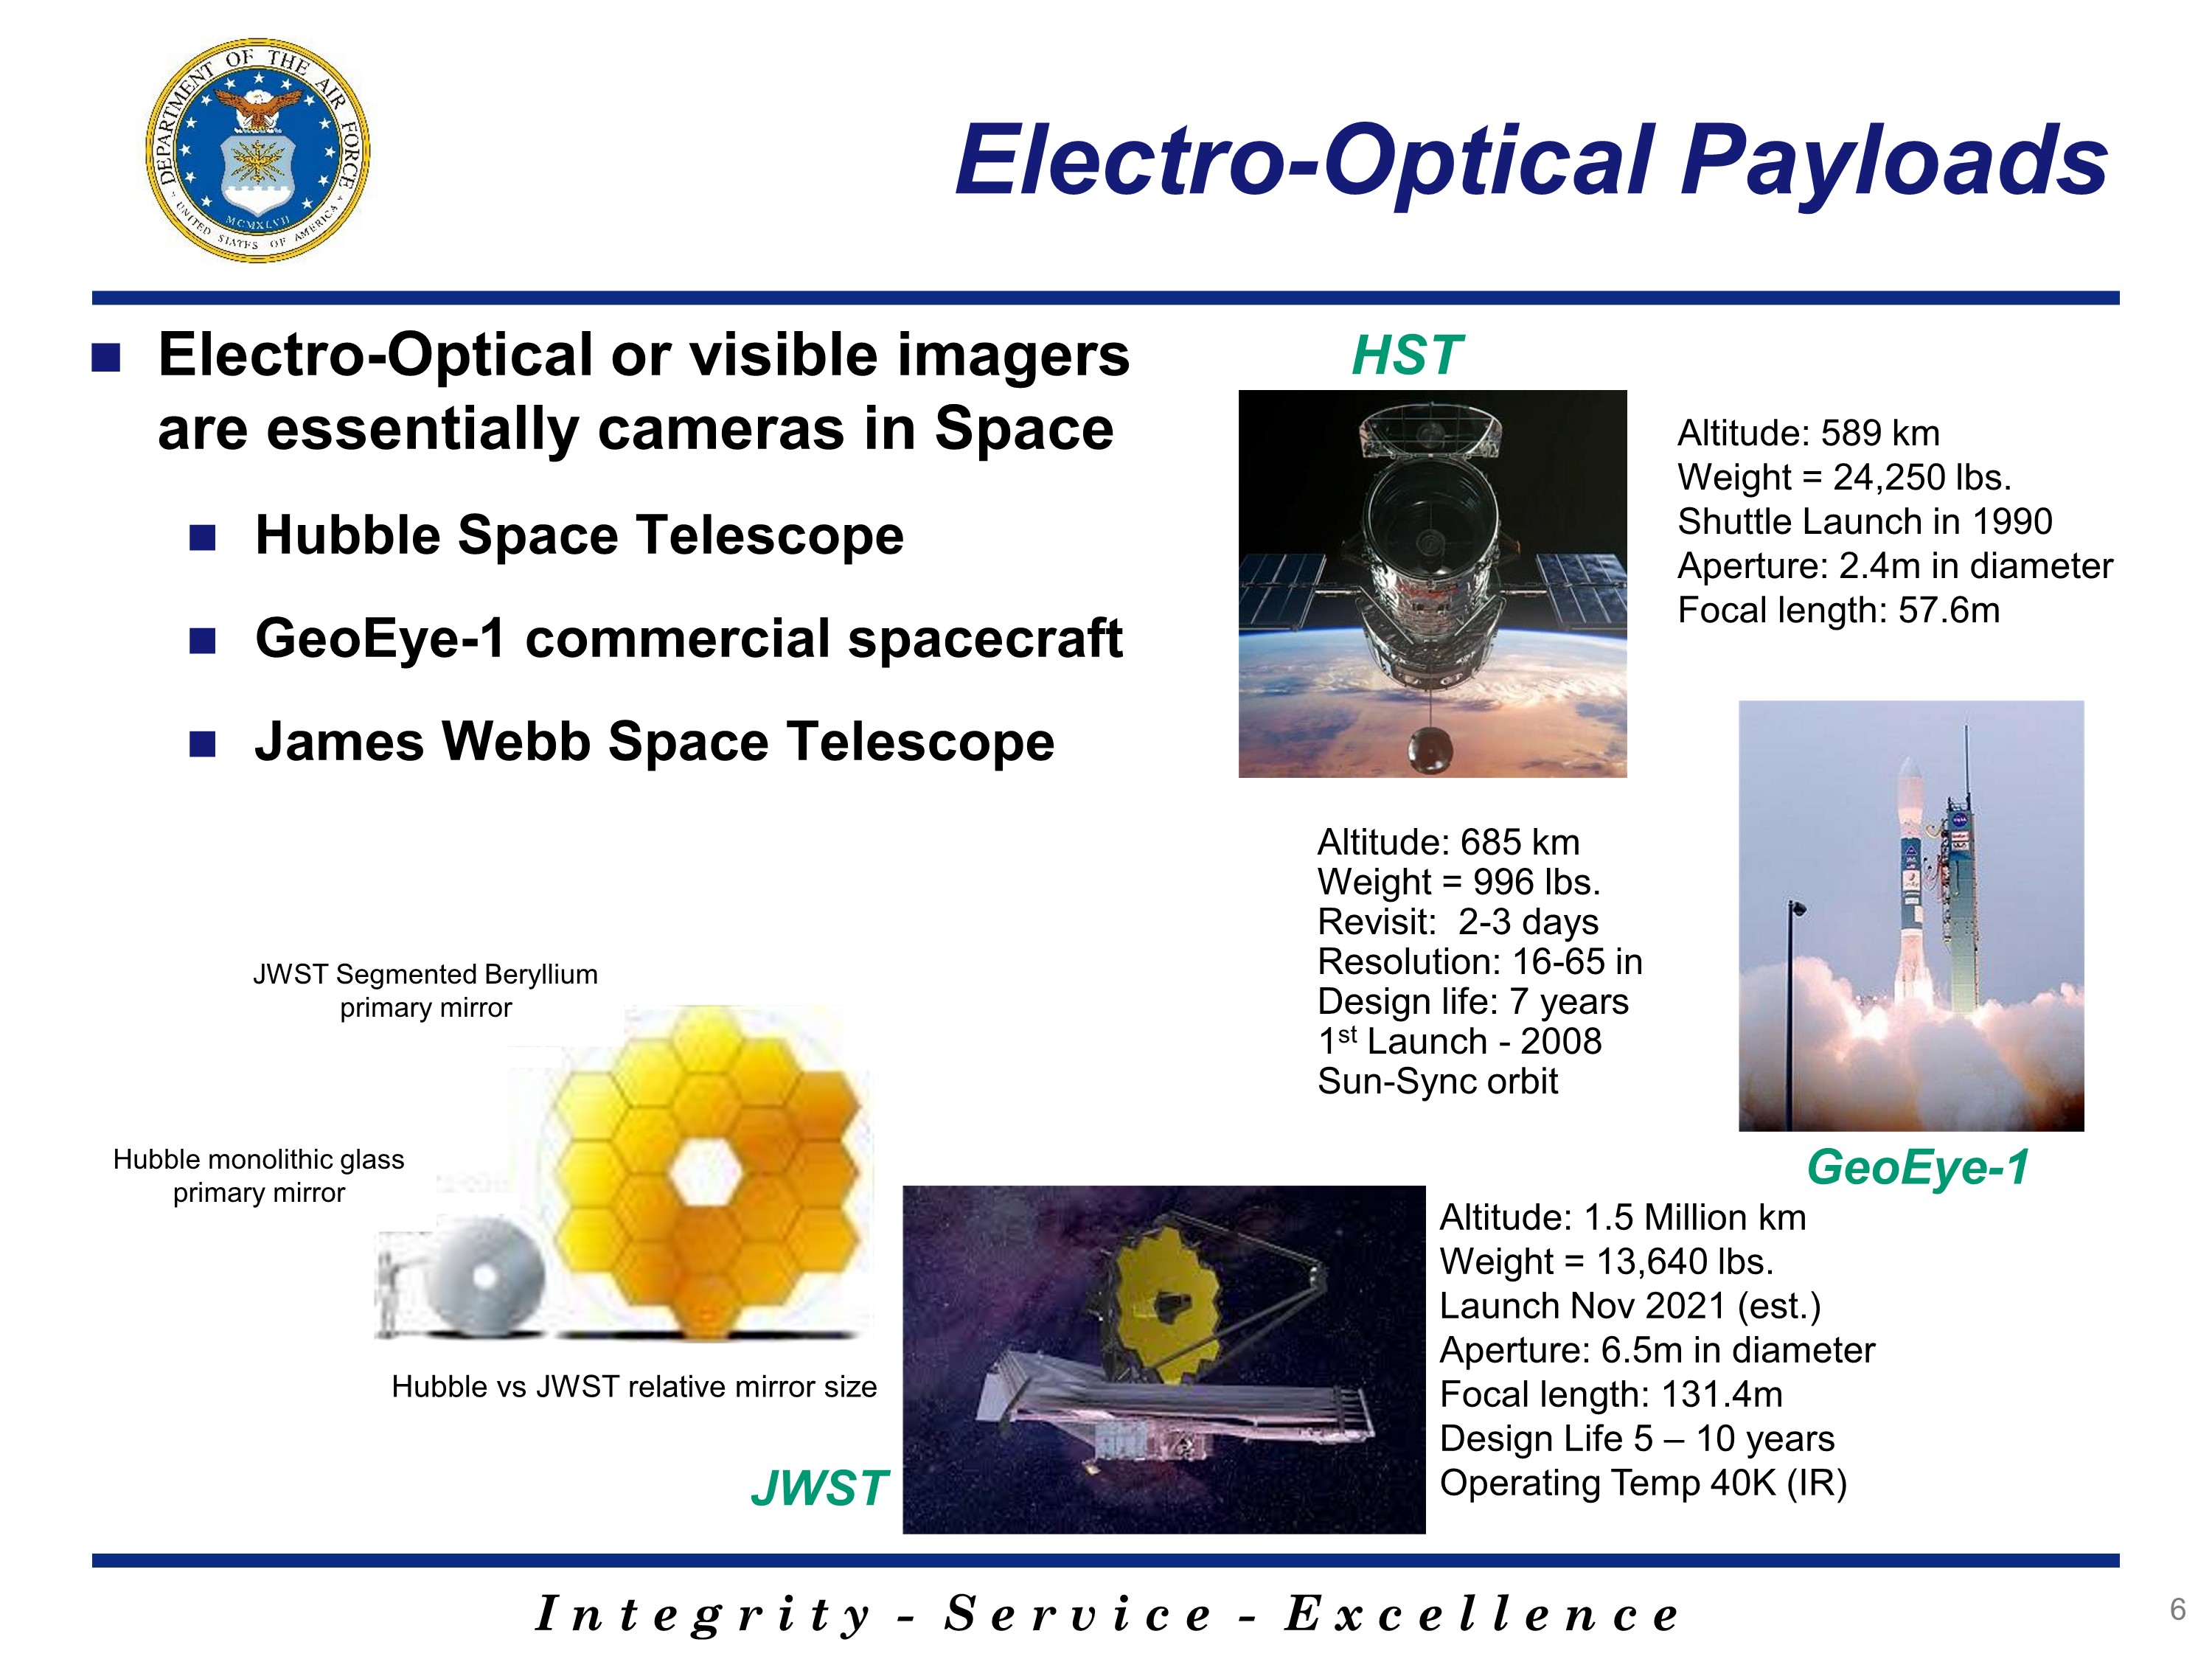 DEPARTMENT OF THE AIR FORCE
UNITED STATES OF AMERICA
MCMXLVII
Electro-Optical Payloads
Electro-Optical or visible imagers
are essentially cameras in Space
Hubble Space Telescope
GeoEye-1 commercial spacecraft
James Webb Space Telescope
HST
Altitude: 589 km
Weight = 24,250 lbs.
Shuttle Launch in 1990
Aperture: 2.4m in diameter
Focal length: 57.6m
Altitude: 685 km
Weight = 996 lbs.
Revisit: 2-3 days
Resolution: 16-65 in
Design life: 7 years
1st Launch - 2008
Sun-Sync orbit
GeoEye-1
JWST Segmented Beryllium
primary mirror
Hubble monolithic glass
primary mirror
Hubble vs JWST relative mirror size
JWST
Altitude: 1.5 Million km
Weight = 13,640 lbs.
Launch Nov 2021 (est.)
Aperture: 6.5m in diameter
Focal length: 131.4m
Design Life 5 – 10 years
Operating Temp 40K (IR)
Integrity - Service - Excellence
6